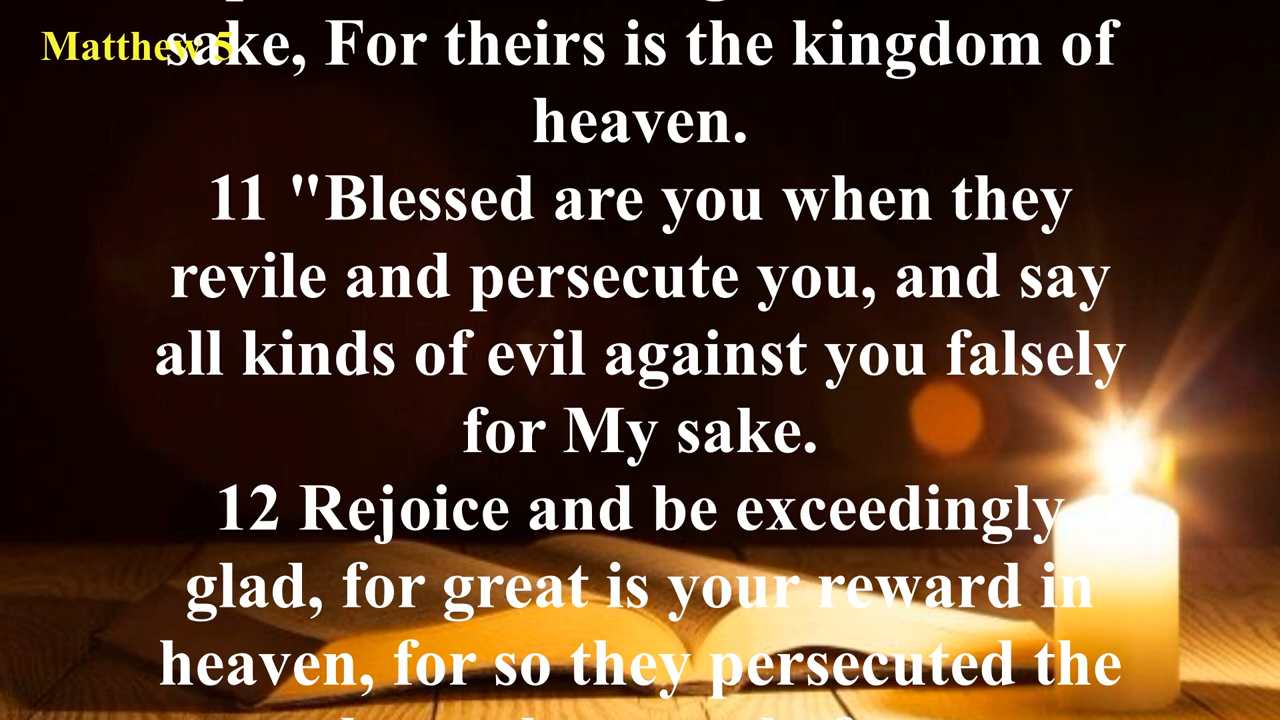 Matthew 5
sake, For theirs is the kingdom of
heaven.
11 "Blessed are you when they
revile and persecute you, and say
all kinds of evil against you falsely
for My sake.
12 Rejoice and be exceedingly
glad, for great is your reward in
heaven, for so they persecuted the